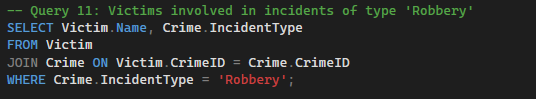 -- Query 11: Victims involved in incidents of type 'Robbery'
SELECT Victim.Name, Crime.IncidentType
FROM Victim
JOIN Crime ON Victim.CrimeID = Crime.CrimeID
WHERE Crime.IncidentType = 'Robbery';